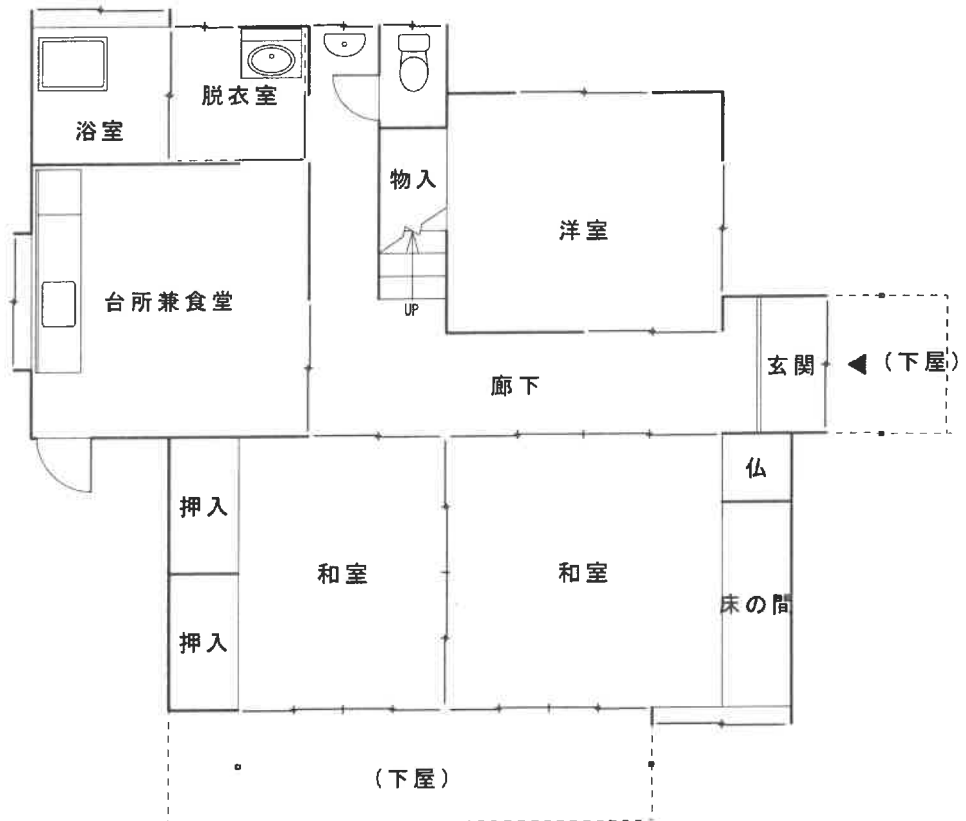 脱衣室
浴室
物入
洋室
台所兼食堂
UP
玄関
(下屋)
廊下
仏
押入
和室
和室
床の間
押入
(下屋)